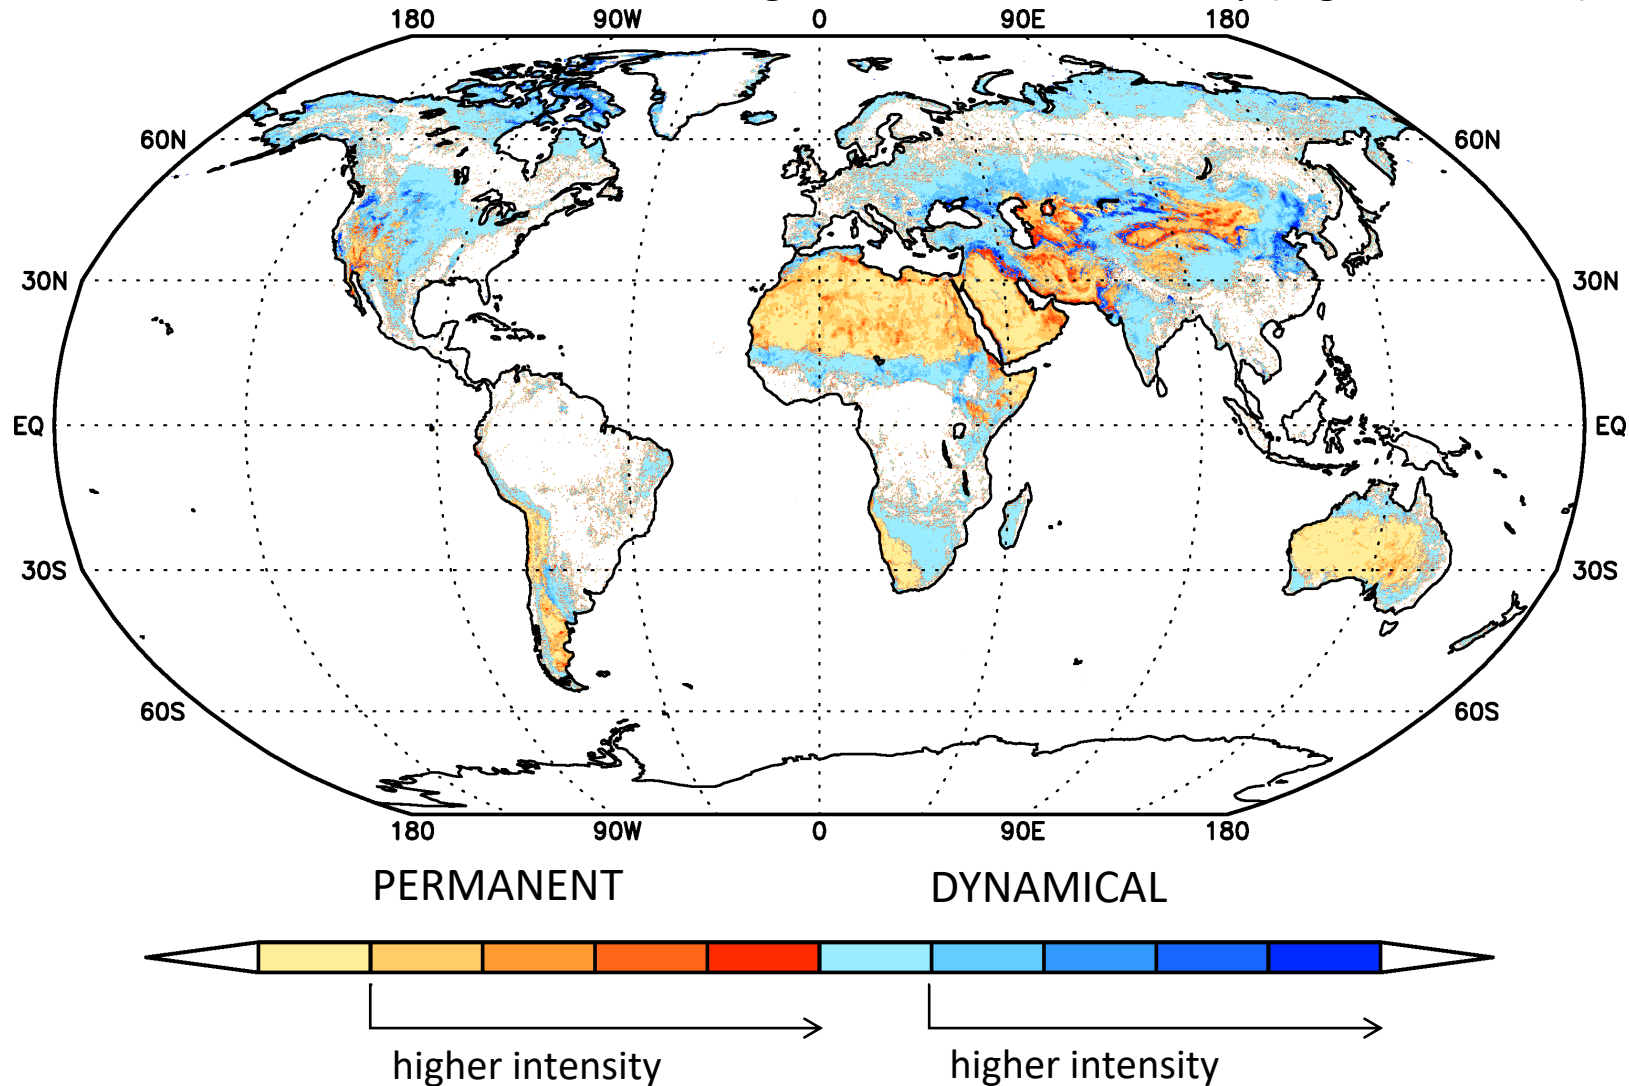 180 90W 0 90E 180
60N 60N
30N 30N
EQ EQ
30S 30S
60S 60S
180 90W 0 90E 180
PERMANENT DYNAMICAL
higher intensity higher intensity